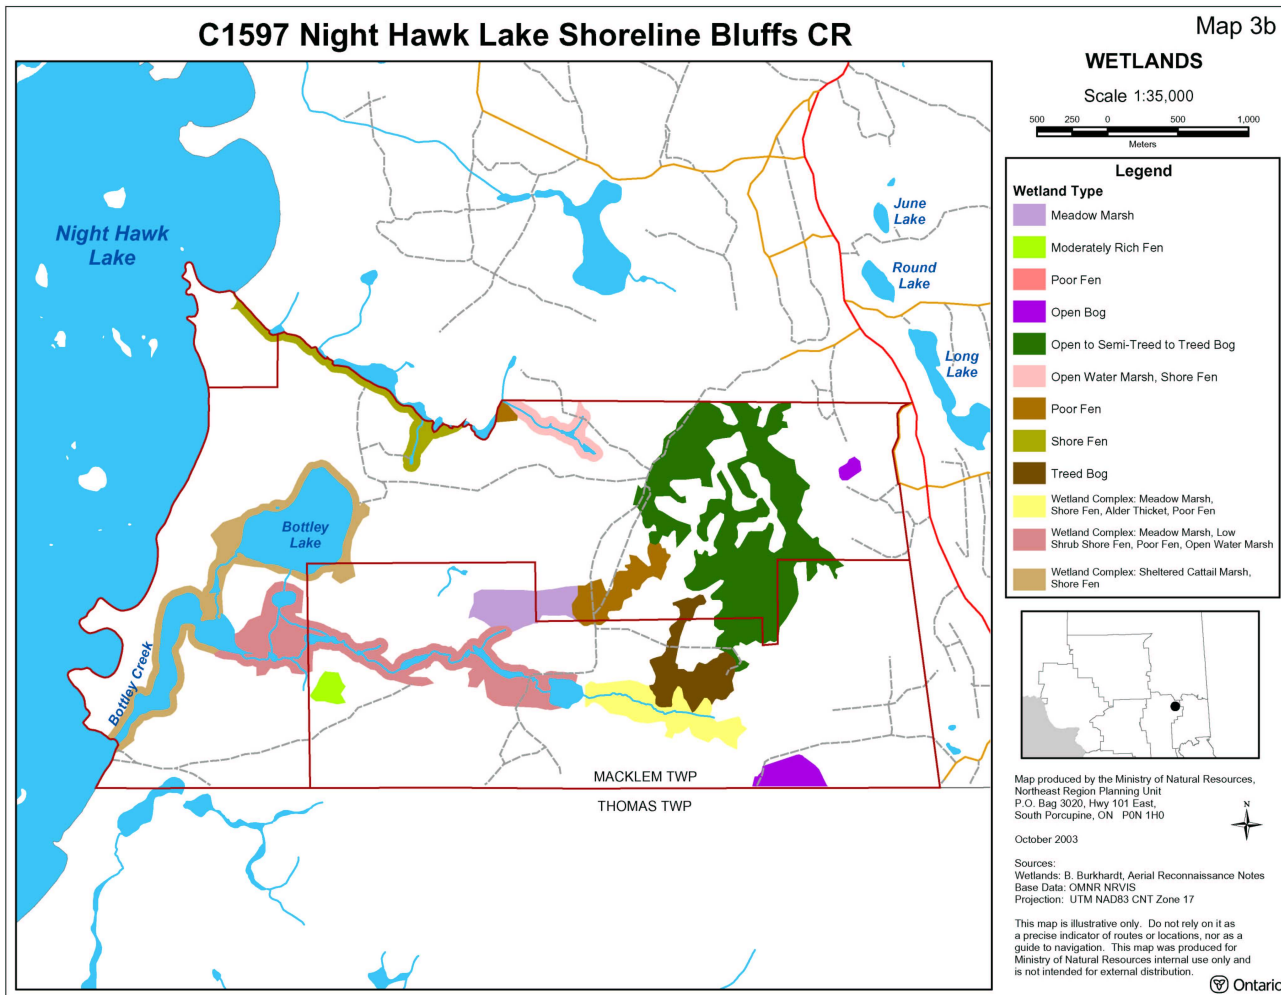 C1597 Night Hawk Lake Shoreline Bluffs CR
Map 3b
WETLANDS
Scale 1:35,000
500 250 0 500 1,000
Meters
Legend
Wetland Type
Meadow Marsh
Moderately Rich Fen
Poor Fen
Open Bog
Open to Semi-Treed to Treed Bog
Open Water Marsh, Shore Fen
Poor Fen
Shore Fen
Treed Bog
Wetland Complex: Meadow Marsh,
Shore Fen, Alder Thicket, Poor Fen
Wetland Complex: Meadow Marsh, Low
Shrub Shore Fen, Poor Fen, Open Water Marsh
Wetland Complex: Sheltered Cattail Marsh,
Shore Fen
Night Hawk
Lake
June
Lake
Round
Lake
Long
Lake
Bottley
Lake
Bottley Creek
MACKLEM TWP
THOMAS TWP
Map produced by the Ministry of Natural Resources,
Northeast Region Planning Unit
P.O. Bag 3020, Hwy 101 East,
South Porcupine, ON P0N 1H0
N
October 2003
Sources:
Wetlands: B. Burkhardt, Aerial Reconnaissance Notes
Base Data: OMNR NRVIS
Projection: UTM NAD83 CNT Zone 17
This map is illustrative only. Do not rely on it as
a precise indicator of routes or locations, nor as a
guide to navigation. This map was produced for
Ministry of Natural Resources internal use only and
is not intended for external distribution.
Ontario